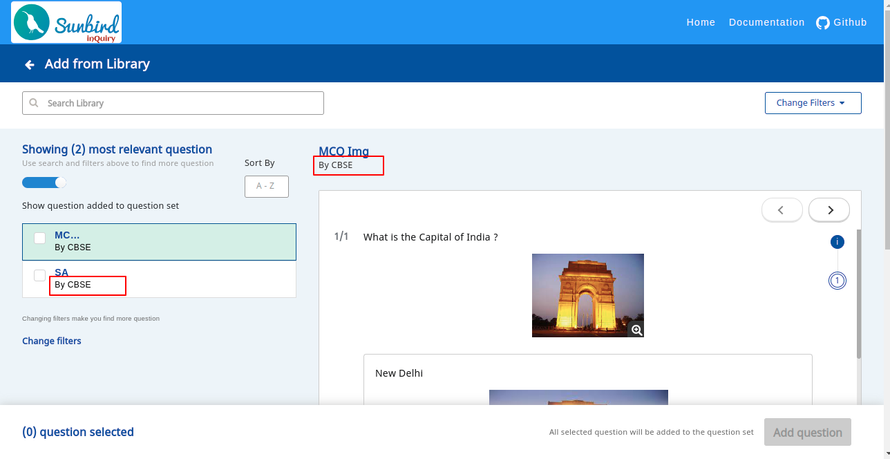 Sunbird
inQuiry
Home Documentation Github
Add from Library
Search Library
Change Filters
Showing (2) most relevant question
Use search and filters above to find more question
Sort By
A - Z
Show question added to question set
MC...
By CBSE
SA
By CBSE
Changing filters make you find more question
Change filters
MCQ Img
By CBSE
1/1 What is the Capital of India ?
i
1
New Delhi
(0) question selected
All selected question will be added to the question set
Add question